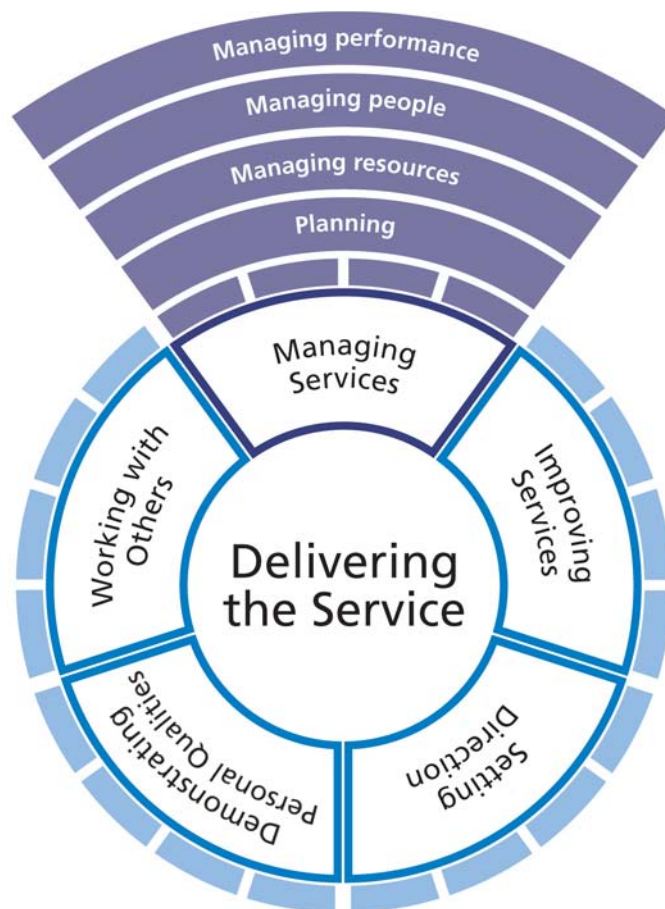 Managing performance
Managing people
Managing resources
Planning
Managing
Services
Working with
Others
Improving
Services
Delivering
the Service
Demonstrating
Personal Qualities
Setting
Direction